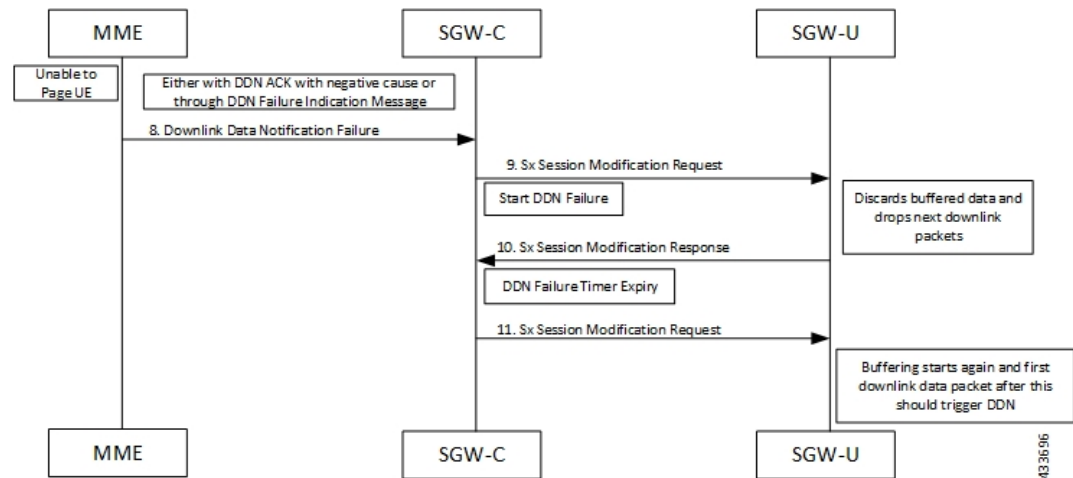 MME
SGW-C
SGW-U
Unable to
Page UE
Either with DDN ACK with negative cause or
through DDN Failure Indication Message
8. Downlink Data Notification Failure
9. Sx Session Modification Request
Start DDN Failure
Discards buffered data and
drops next downlink
packets
10. Sx Session Modification Response
DDN Failure Timer Expiry
11. Sx Session Modification Request
Buffering starts again and first
downlink data packet after this
should trigger DDN
MME
SGW-C
SGW-U
433696